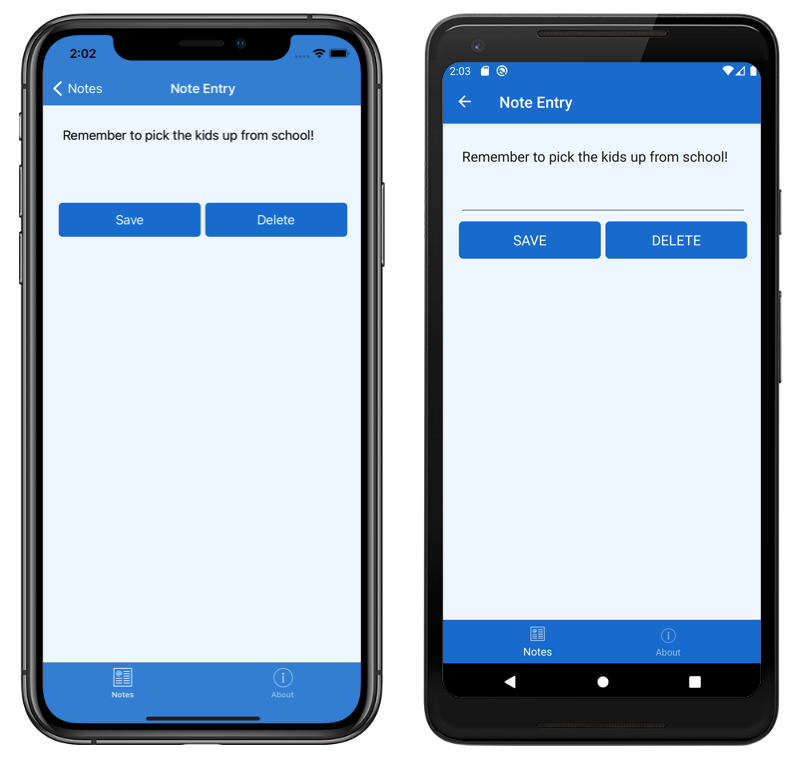 2:02
Notes
Note Entry
Remember to pick the kids up from school!
Save
Delete
Notes
About
2:03
Note Entry
Remember to pick the kids up from school!
SAVE
DELETE
Notes
About